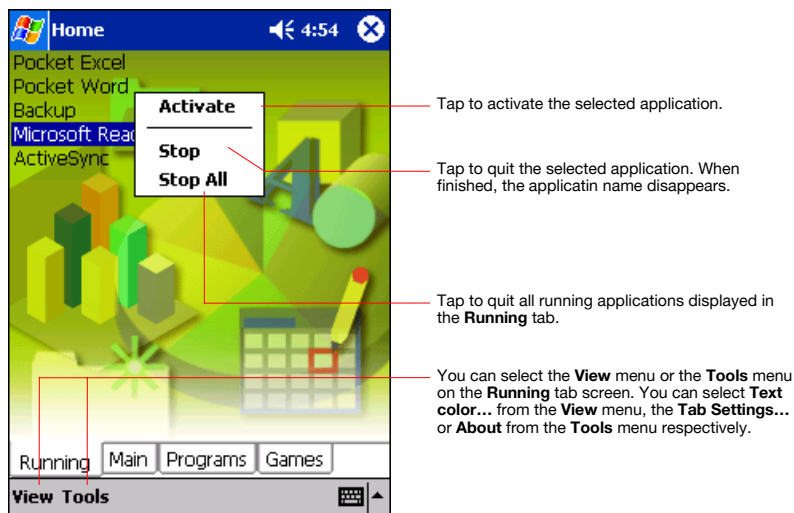 Home 4:54
Pocket Excel
Pocket Word
Backup
Microsoft Read
ActiveSync
Activate
Stop
Stop All
Tap to activate the selected application.
Tap to quit the selected application. When
finished, the applicatin name disappears.
Tap to quit all running applications displayed in
the Running tab.
You can select the View menu or the Tools menu
on the Running tab screen. You can select Text
color… from the View menu, the Tab Settings…
or About from the Tools menu respectively.
Running Main Programs Games
View Tools